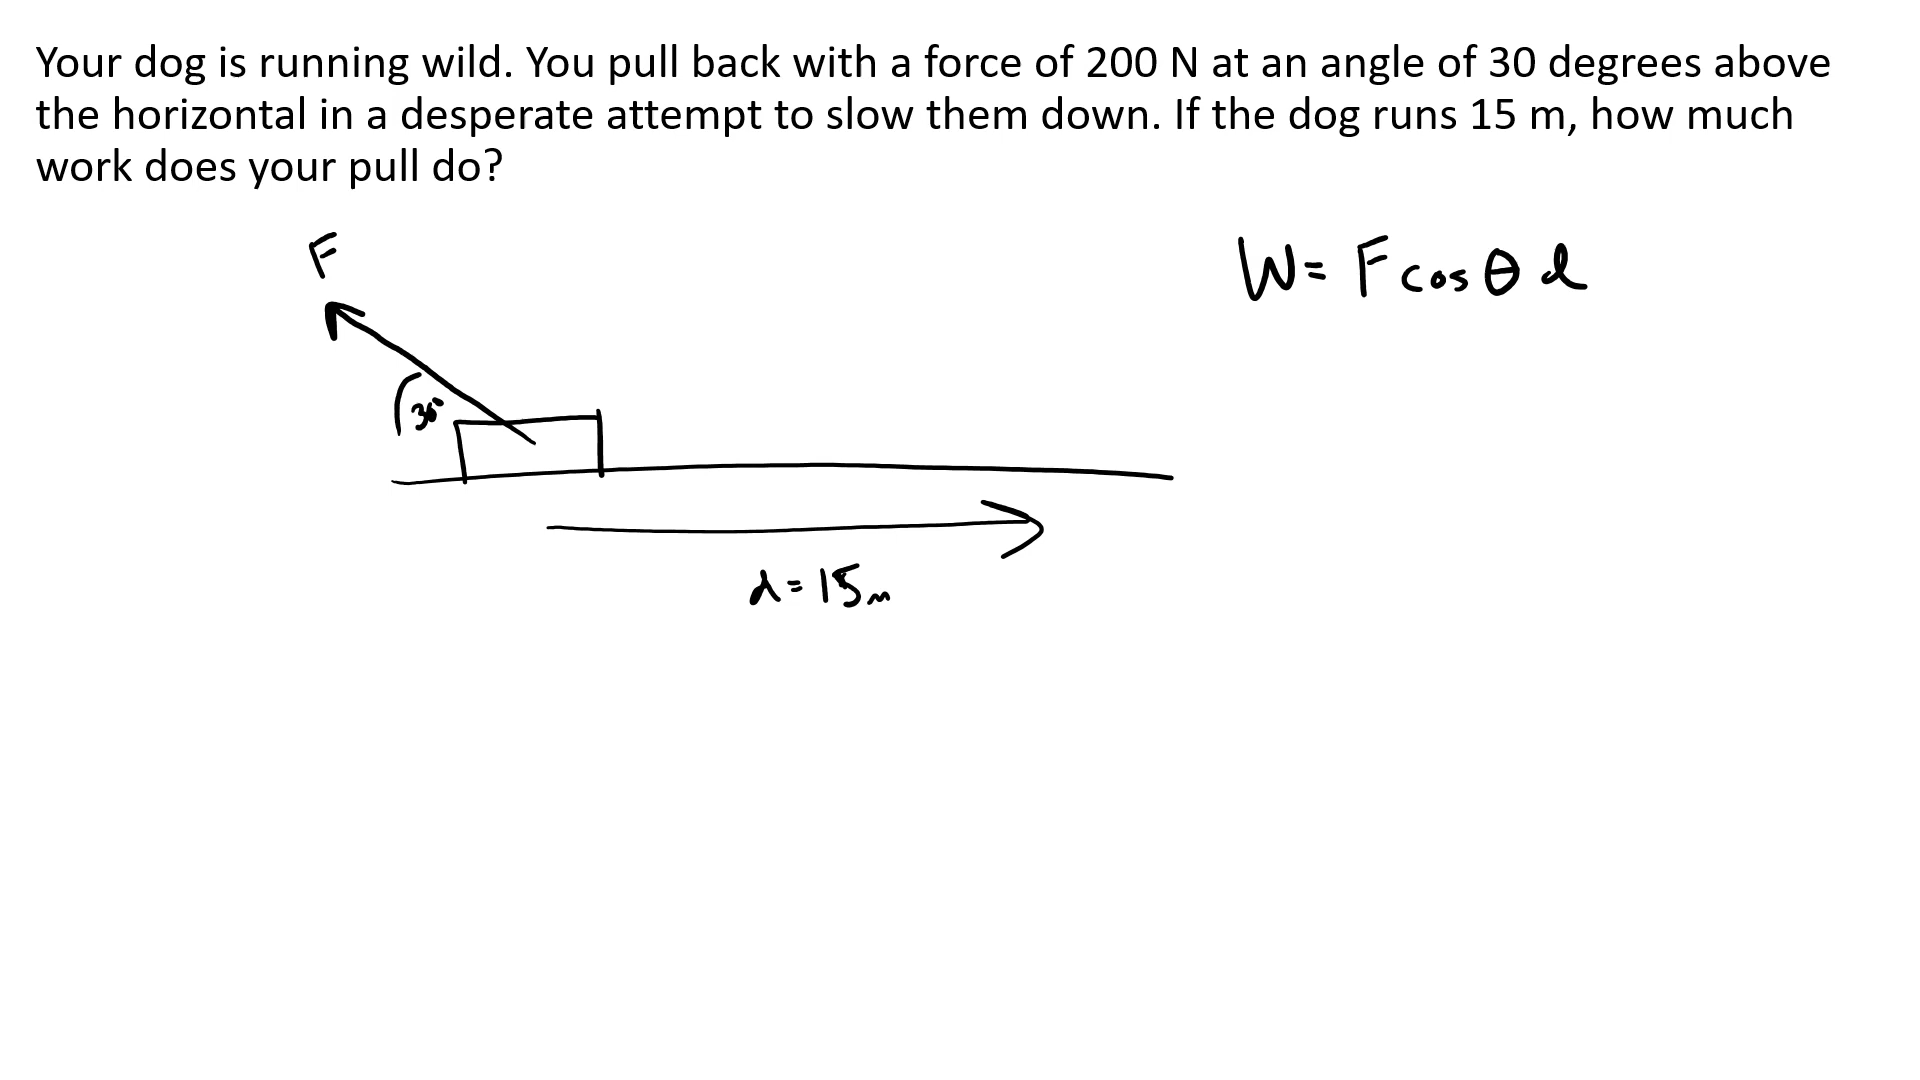 Your dog is running wild. You pull back with a force of 200 N at an angle of 30 degrees above
the horizontal in a desperate attempt to slow them down. If the dog runs 15 m, how much
work does your pull do?
F
W= F cos θ d
30°
d=15m